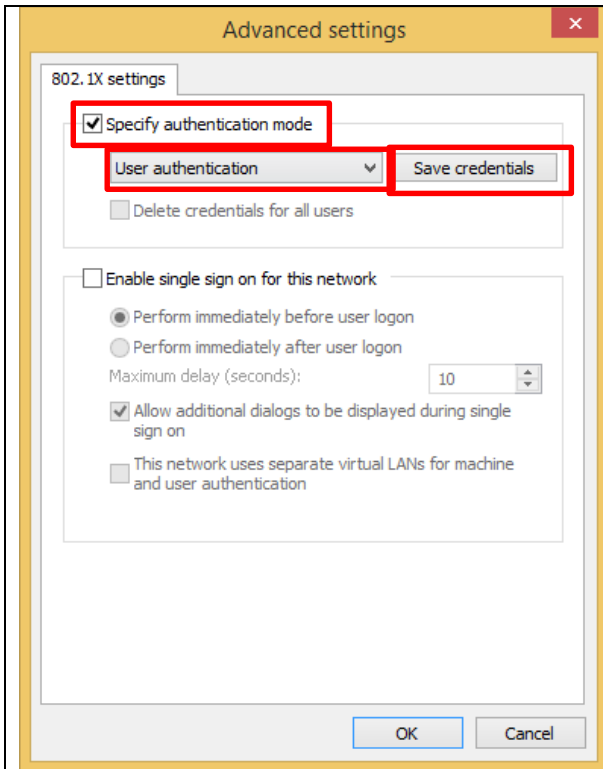 Advanced settings
802.1X settings
Specify authentication mode
User authentication
Save credentials
Delete credentials for all users
Enable single sign on for this network
Perform immediately before user logon
Perform immediately after user logon
Maximum delay (seconds):
10
Allow additional dialogs to be displayed during single
sign on
This network uses separate virtual LANs for machine
and user authentication
OK
Cancel